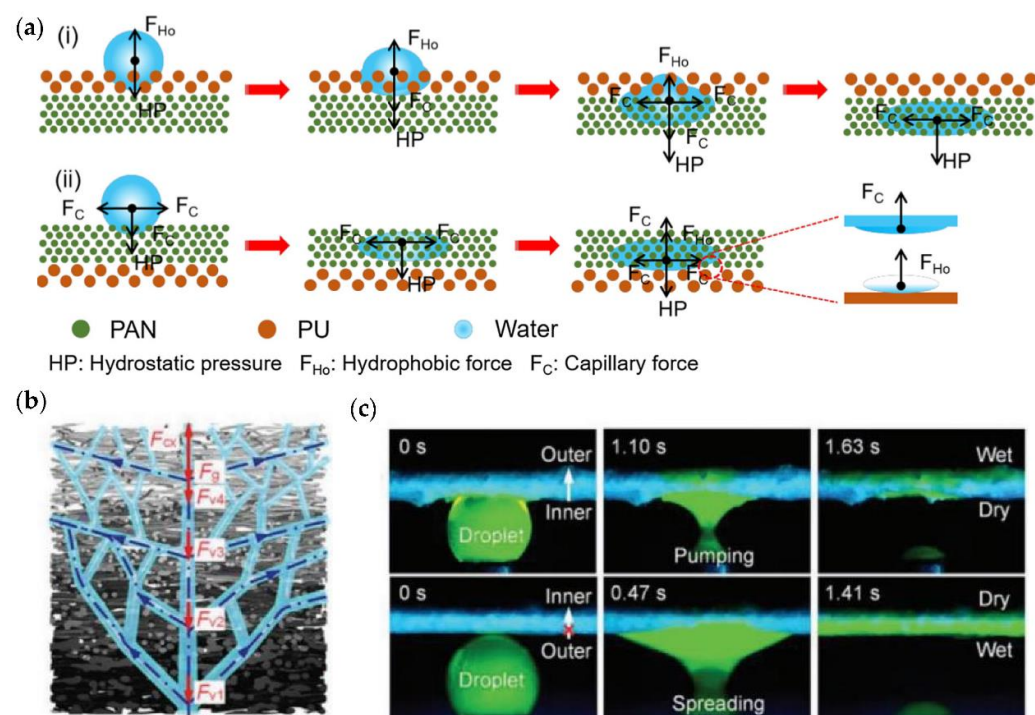 (a)
(i)
F_Ho
HP
F_Ho
F_C
HP
F_Ho
F_C
F_C
F_C
HP
F_C
F_C
HP
(ii)
F_C
F_C
F_C
HP
F_C
F_C
HP
F_C
F_Ho
F_C
F_C
HP
F_C
F_Ho
PAN
PU
Water
HP: Hydrostatic pressure F_Ho: Hydrophobic force F_C: Capillary force
(b)
F_cx
F_g
F_v4
F_v3
F_v2
F_v1
(c)
0 s
Outer
Inner
Droplet
1.10 s
Pumping
1.63 s
Wet
Dry
0 s
Inner
Outer
Droplet
0.47 s
Spreading
1.41 s
Dry
Wet